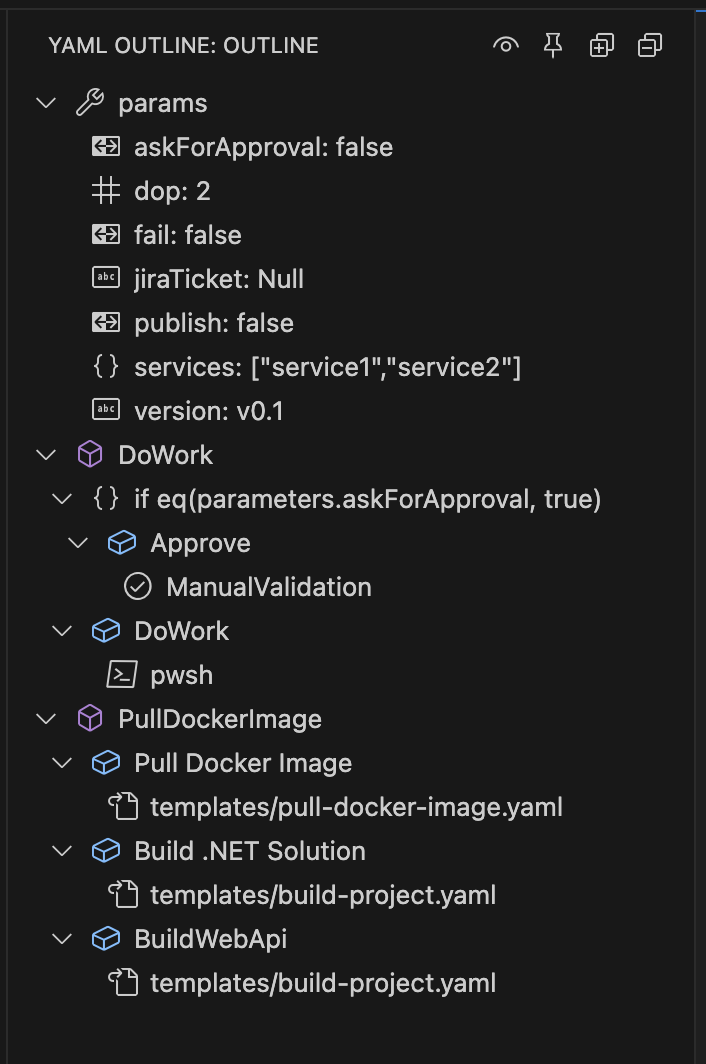 YAML OUTLINE: OUTLINE
params
askForApproval: false
dop: 2
fail: false
abc jiraTicket: Null
publish: false
{} services: ["service1","service2"]
abc version: v0.1
DoWork
{} if eq(parameters.askForApproval, true)
Approve
ManualValidation
DoWork
pwsh
PullDockerImage
Pull Docker Image
templates/pull-docker-image.yaml
Build .NET Solution
templates/build-project.yaml
BuildWebApi
templates/build-project.yaml